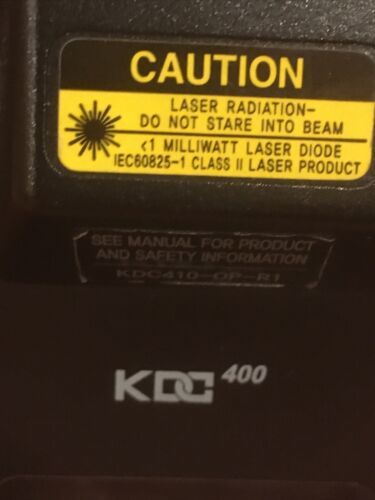 CAUTION
LASER RADIATION-
DO NOT STARE INTO BEAM
<1 MILLIWATT LASER DIODE
IEC60825-1 CLASS II LASER PRODUCT
SEE MANUAL FOR PRODUCT
AND SAFETY INFORMATION
KDC410-OP-R1
KDC 400